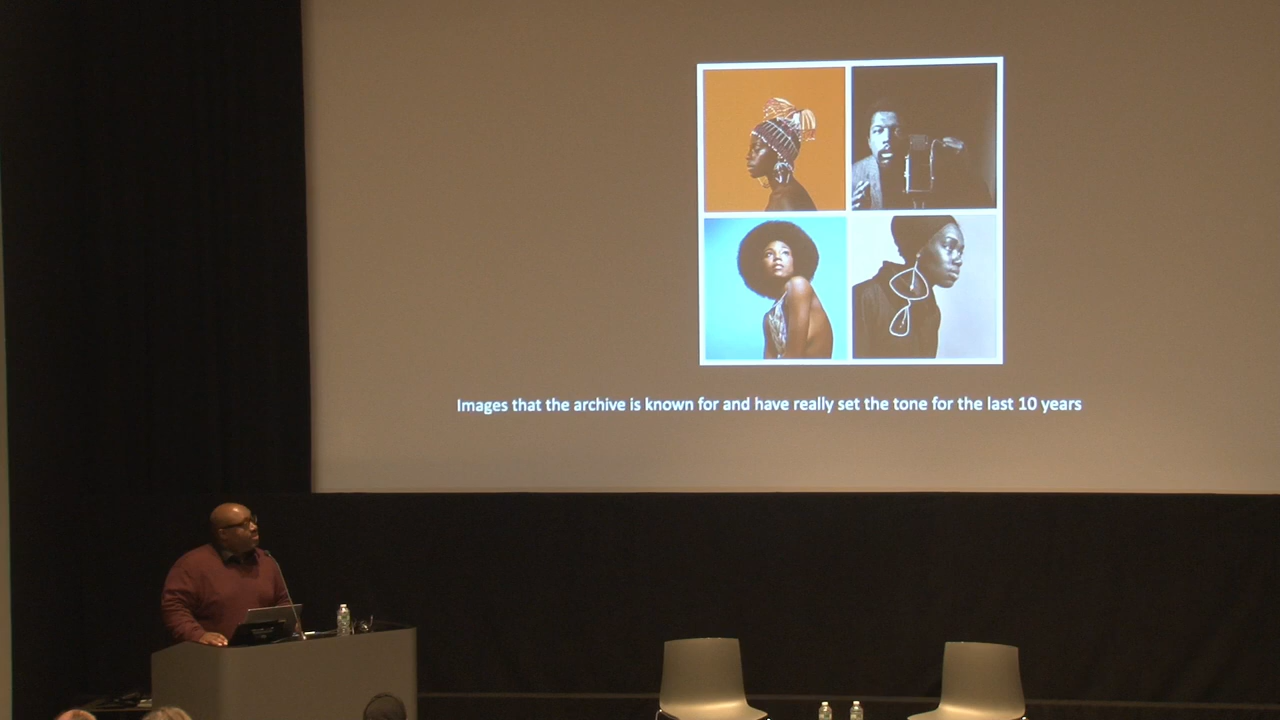 Images that the archive is known for and have really set the tone for the last 10 years